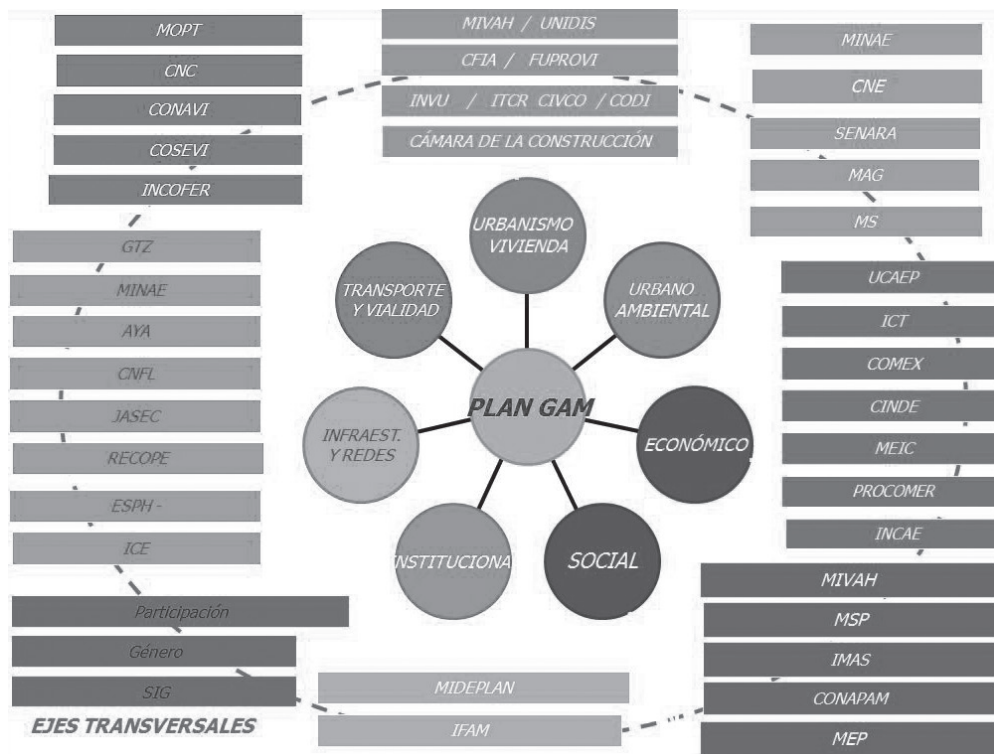 MOPT
CNC
CONAVI
COSEVI
INCOFER
MIVAH / UNIDIS
CFIA / FUPROVI
INVU / ITCR CIVCO / CODI
CÁMARA DE LA CONSTRUCCIÓN
MINAE
CNE
SENARA
MAG
MS
GTZ
MINAE
AYA
CNFL
JASEC
RECOPE
ESPH -
ICE
URBANISMO
VIVIENDA
TRANSPORTE
Y VIALIDAD
URBANO
AMBIENTAL
PLAN GAM
INFRAEST.
Y REDES
ECONÓMICO
INSTITUCIONA
SOCIAL
UCAEP
ICT
COMEX
CINDE
MEIC
PROCOMER
INCAE
Participación
Género
SIG
EJES TRANSVERSALES
MIDEPLAN
IFAM
MIVAH
MSP
IMAS
CONAPAM
MEP